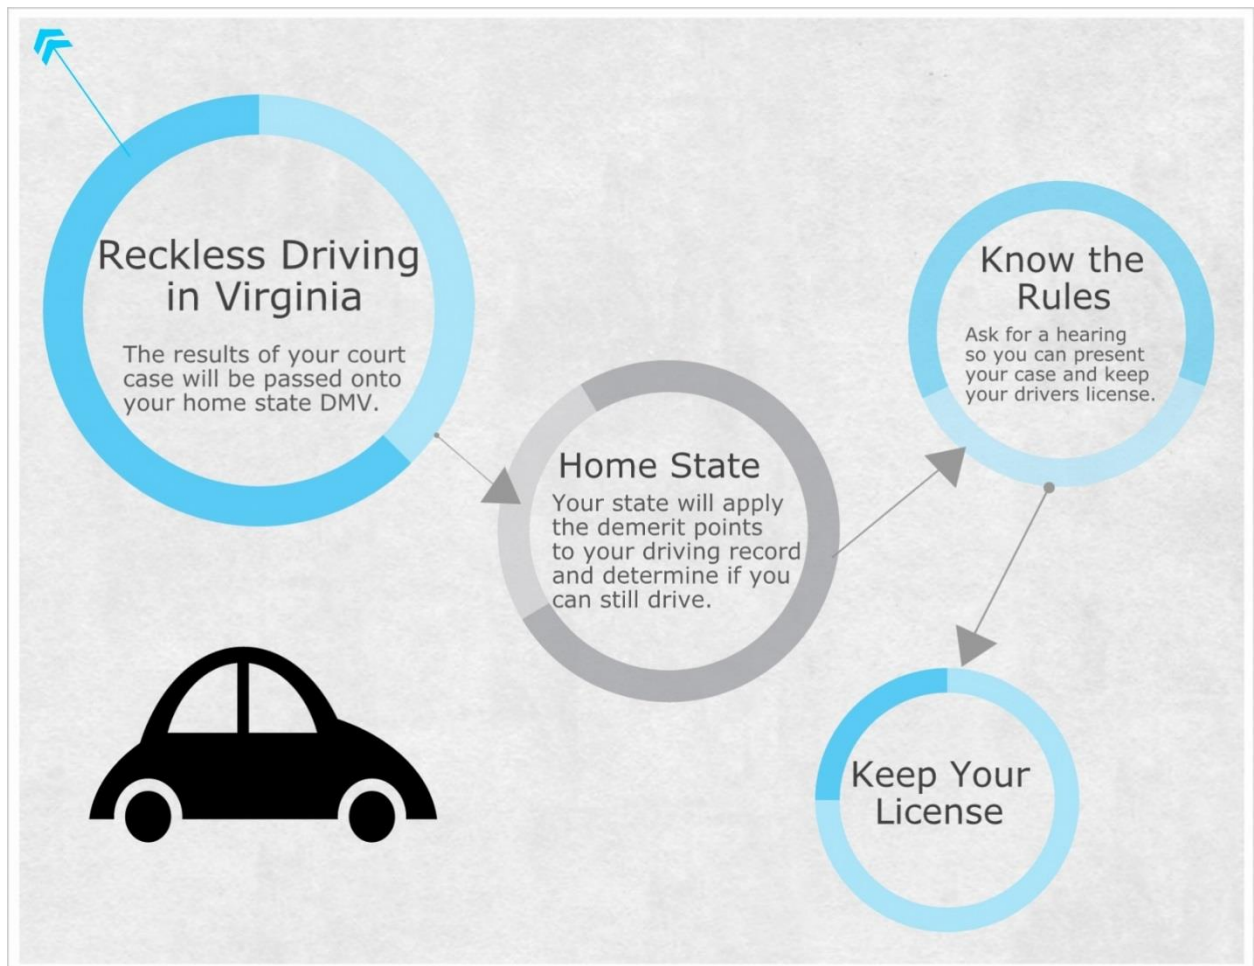 Reckless Driving
in Virginia
The results of your court
case will be passed onto
your home state DMV.
Home State
Your state will apply
the demerit points
to your driving record
and determine if you
can still drive.
Know the
Rules
Ask for a hearing
so you can present
your case and keep
your drivers license.
Keep Your
License